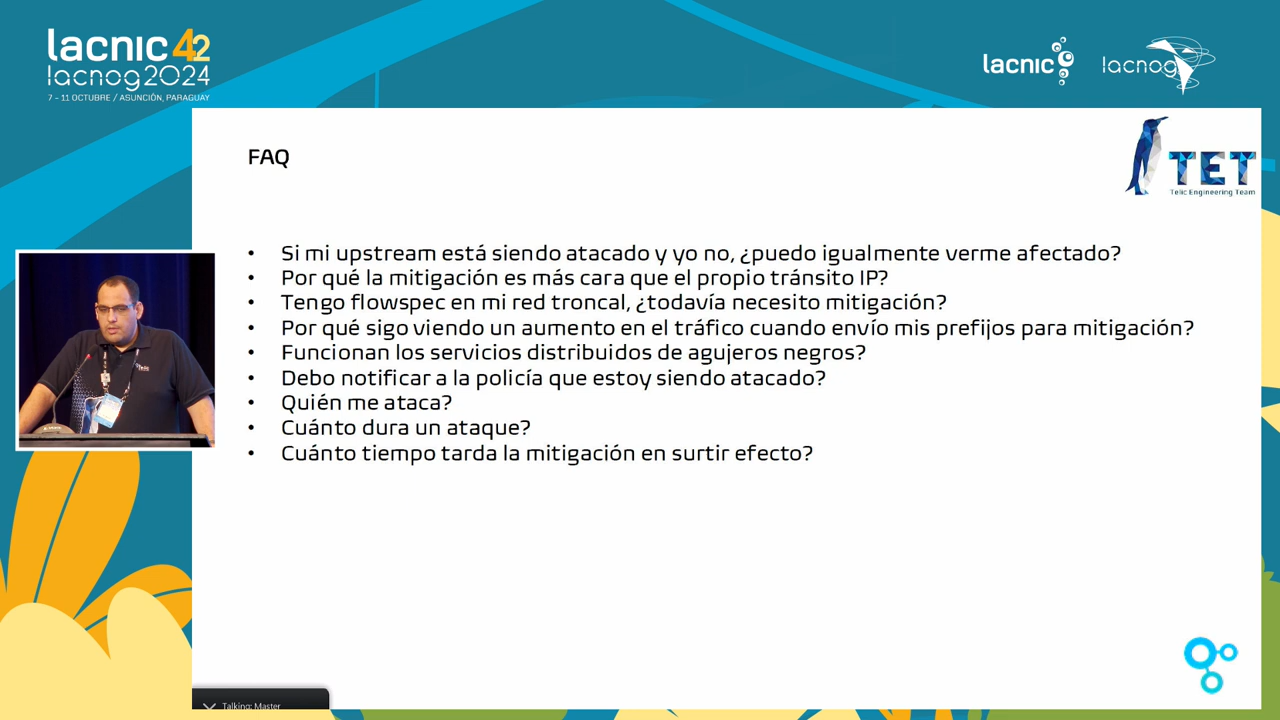 lacnic 42
lacnog2024
7 - 11 OCTUBRE / ASUNCIÓN, PARAGUAY
lacnic
lacnog
TET
Telic Engineering Team
FAQ
• Si mi upstream está siendo atacado y yo no, ¿puedo igualmente verme afectado?
• Por qué la mitigación es más cara que el propio tránsito IP?
• Tengo flowspec en mi red troncal, ¿todavía necesito mitigación?
• Por qué sigo viendo un aumento en el tráfico cuando envío mis prefijos para mitigación?
• Funcionan los servicios distribuidos de agujeros negros?
• Debo notificar a la policía que estoy siendo atacado?
• Quién me ataca?
• Cuánto dura un ataque?
• Cuánto tiempo tarda la mitigación en surtir efecto?
Talking: Master